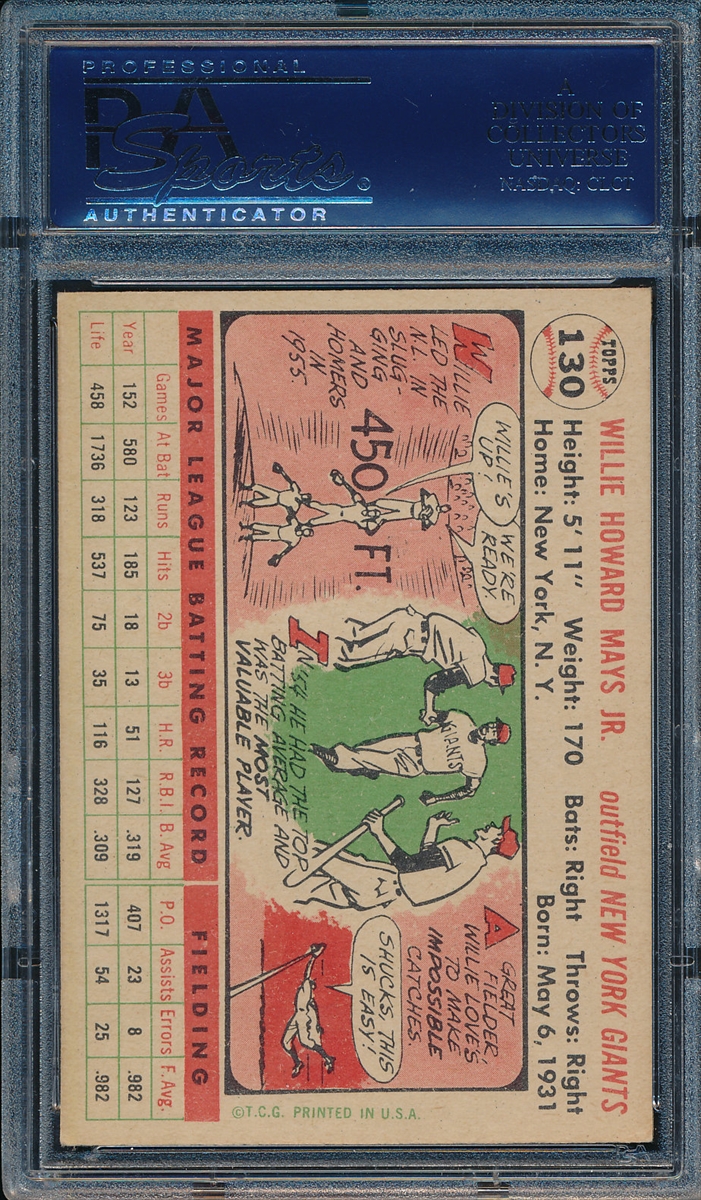 PROFESSIONAL
PSA
Sports
AUTHENTICATOR
A
DIVISION OF
COLLECTORS
UNIVERSE
NASDAQ: CLCT
TOPPS
130
WILLIE HOWARD MAYS JR. outfield NEW YORK GIANTS
Height: 5' 11" Weight: 170 Bats: Right Throws: Right
Home: New York, N. Y. Born: May 6, 1931
WILLIE
LED THE
N.L. IN
SLUG-
GING
AND
HOMERS
IN
1955.
WILLIE'S
UP!
WE'RE
READY.
450 FT.
GIANTS
IN '54 HE HAD THE TOP
BATTING AVERAGE AND
WAS THE MOST
VALUABLE PLAYER.
A GREAT
FIELDER,
WILLIE LOVES
TO MAKE
IMPOSSIBLE
CATCHES.
SHUCKS, THIS
IS EASY!
MAJOR LEAGUE BATTING RECORD FIELDING
Games At Bat Runs Hits 2b 3b H.R. R.B.I. B. Avg P.O. Assists Errors F. Avg.
Year 152 580 123 185 18 13 51 127 .319 407 23 8 .982
Life 458 1736 318 537 75 35 116 328 .309 1317 54 25 .982
©T.C.G. PRINTED IN U.S.A.